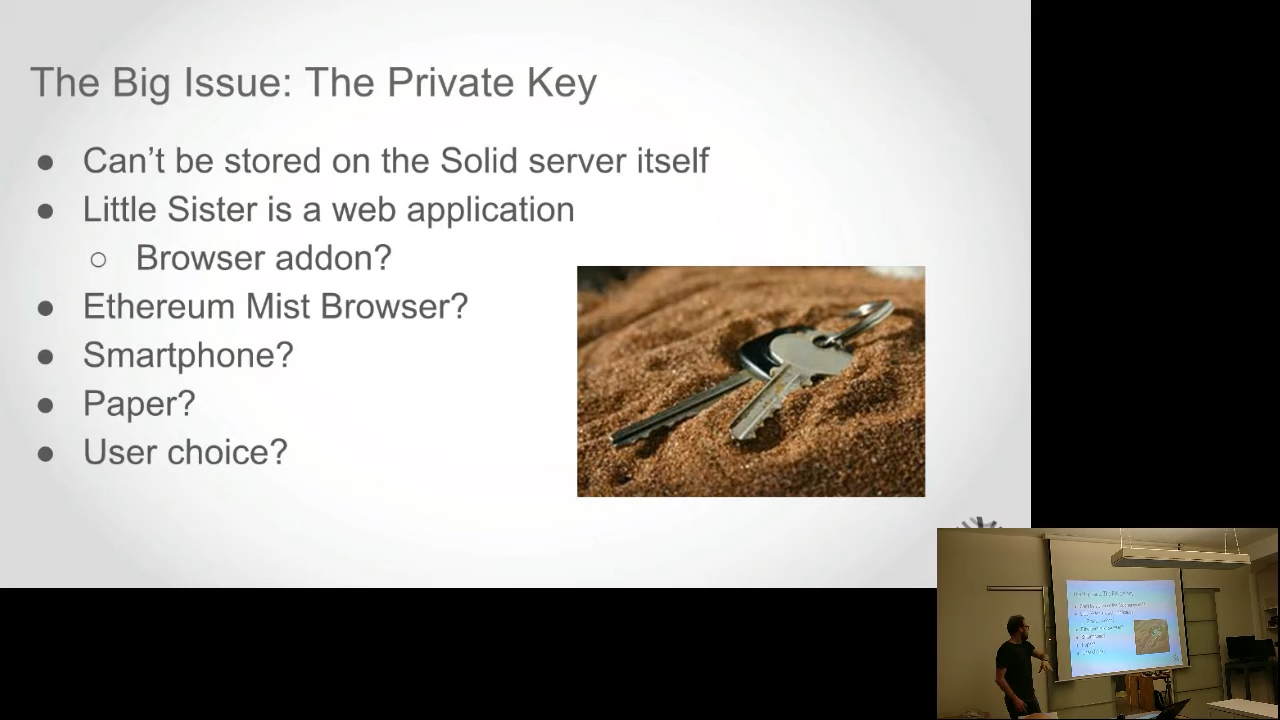 The Big Issue: The Private Key
● Can’t be stored on the Solid server itself
● Little Sister is a web application
○ Browser addon?
● Ethereum Mist Browser?
● Smartphone?
● Paper?
● User choice?